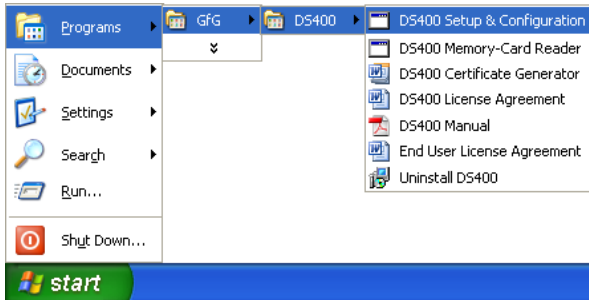 Programs
GfG
DS400
DS400 Setup & Configuration
DS400 Memory-Card Reader
DS400 Certificate Generator
DS400 License Agreement
DS400 Manual
End User License Agreement
Uninstall DS400
Documents
Settings
Search
Run...
Shut Down...
start